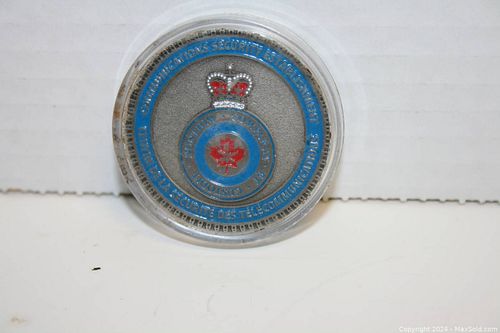 COMMUNICATIONS SECURITY ESTABLISHMENT
CENTRE DE LA SÉCURITÉ DES TÉLÉCOMMUNICATIONS
Copyright 2024 - MaxSold.com